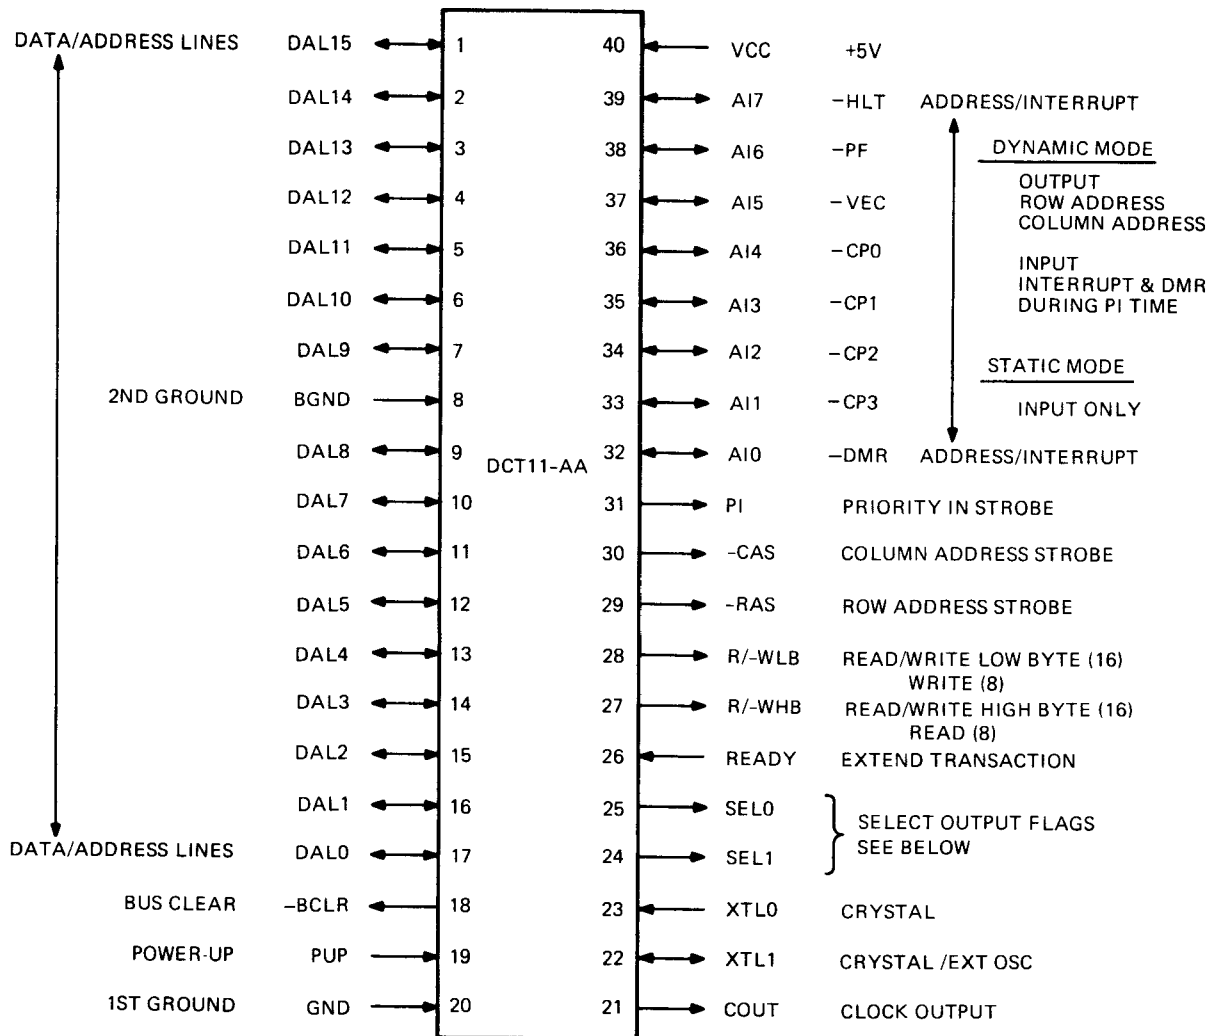 DATA/ADDRESS LINES DAL15 1 40 VCC +5V
DAL14 2 39 AI7 -HLT ADDRESS/INTERRUPT
DAL13 3 38 AI6 -PF DYNAMIC MODE
DAL12 4 37 AI5 -VEC OUTPUT
ROW ADDRESS
COLUMN ADDRESS
DAL11 5 36 AI4 -CP0 INPUT
DAL10 6 35 AI3 -CP1 INTERRUPT & DMR
DURING PI TIME
DAL9 7 34 AI2 -CP2 STATIC MODE
2ND GROUND BGND 8 33 AI1 -CP3 INPUT ONLY
DAL8 9 DCT11-AA 32 AI0 -DMR ADDRESS/INTERRUPT
DAL7 10 31 PI PRIORITY IN STROBE
DAL6 11 30 -CAS COLUMN ADDRESS STROBE
DAL5 12 29 -RAS ROW ADDRESS STROBE
DAL4 13 28 R/-WLB READ/WRITE LOW BYTE (16)
WRITE (8)
DAL3 14 27 R/-WHB READ/WRITE HIGH BYTE (16)
READ (8)
DAL2 15 26 READY EXTEND TRANSACTION
DAL1 16 25 SEL0 SELECT OUTPUT FLAGS
SEE BELOW
DATA/ADDRESS LINES DAL0 17 24 SEL1
BUS CLEAR -BCLR 18 23 XTL0 CRYSTAL
POWER-UP PUP 19 22 XTL1 CRYSTAL /EXT OSC
1ST GROUND GND 20 21 COUT CLOCK OUTPUT